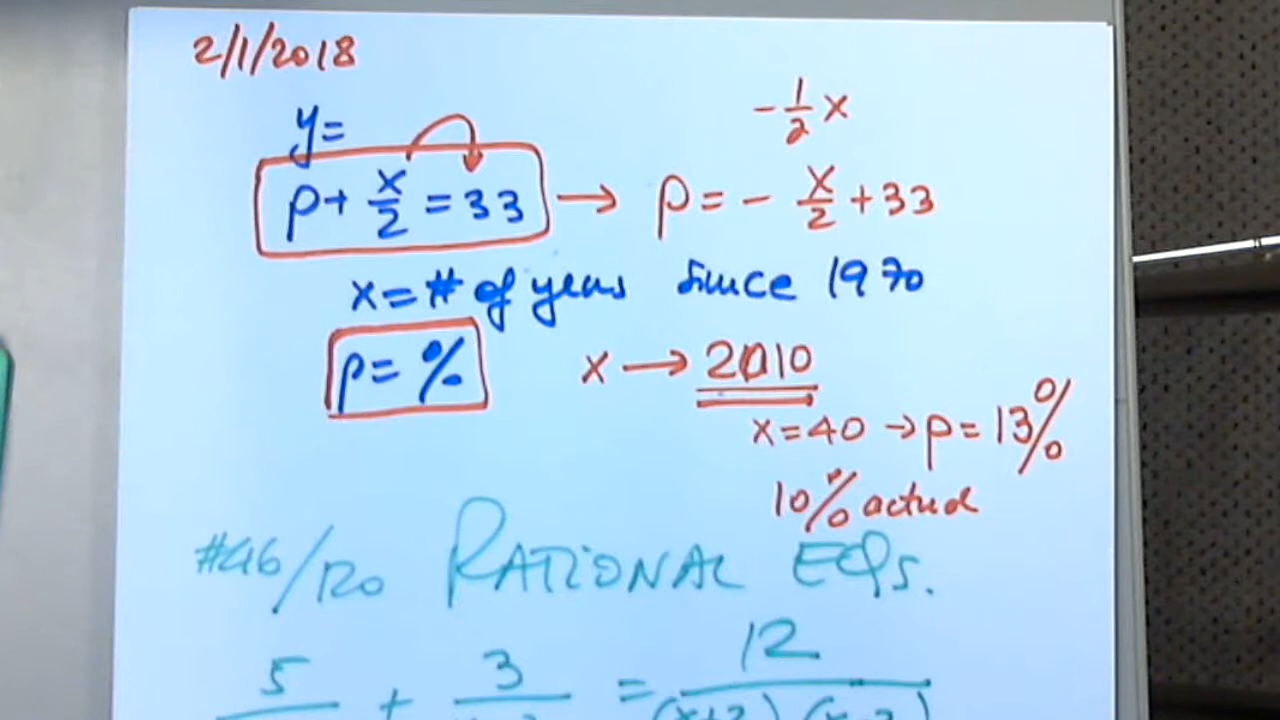 2/1/2018
y=
-1/2 x
p+ x/2 = 33 → p = - x/2 + 33
x = # of years since 1970
p = %
x → 2010
x = 40 → p = 13%
10% actual
#46/120 RATIONAL EQs.
5 + 3 = 12